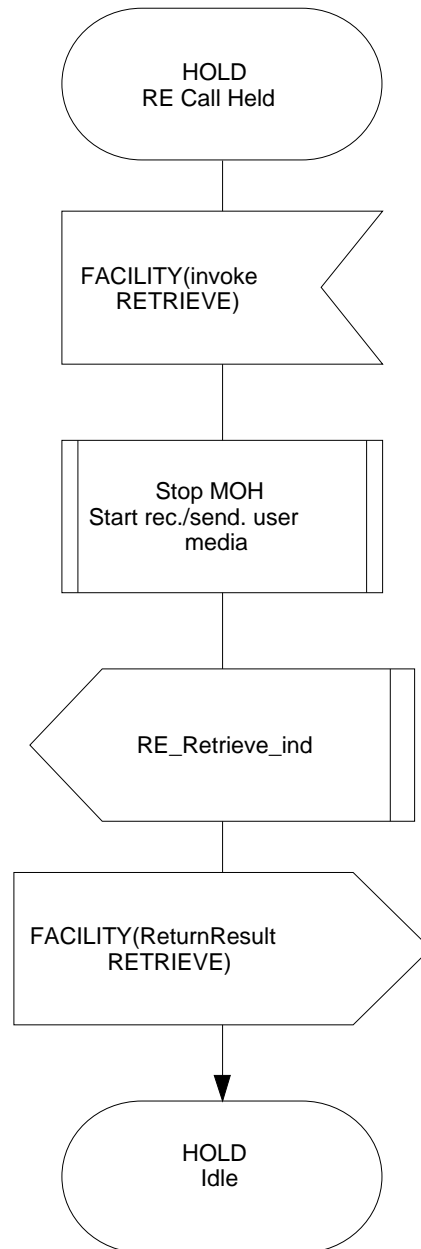 HOLD
RE Call Held
FACILITY(invoke
RETRIEVE)
Stop MOH
Start rec./send. user
media
RE_Retrieve_ind
FACILITY(ReturnResult
RETRIEVE)
HOLD
Idle